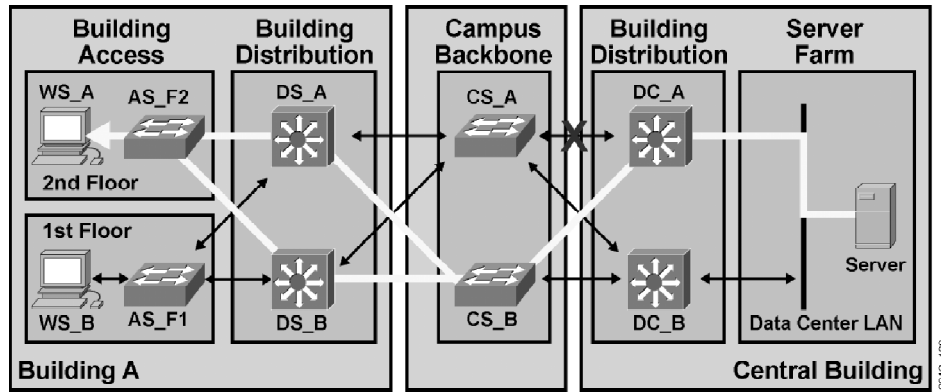 Building Access
Building Distribution
Campus Backbone
Building Distribution
Server Farm
WS_A
AS_F2
DS_A
CS_A
DC_A
2nd Floor
1st Floor
WS_B
AS_F1
DS_B
CS_B
DC_B
Server
Data Center LAN
Building A
Central Building